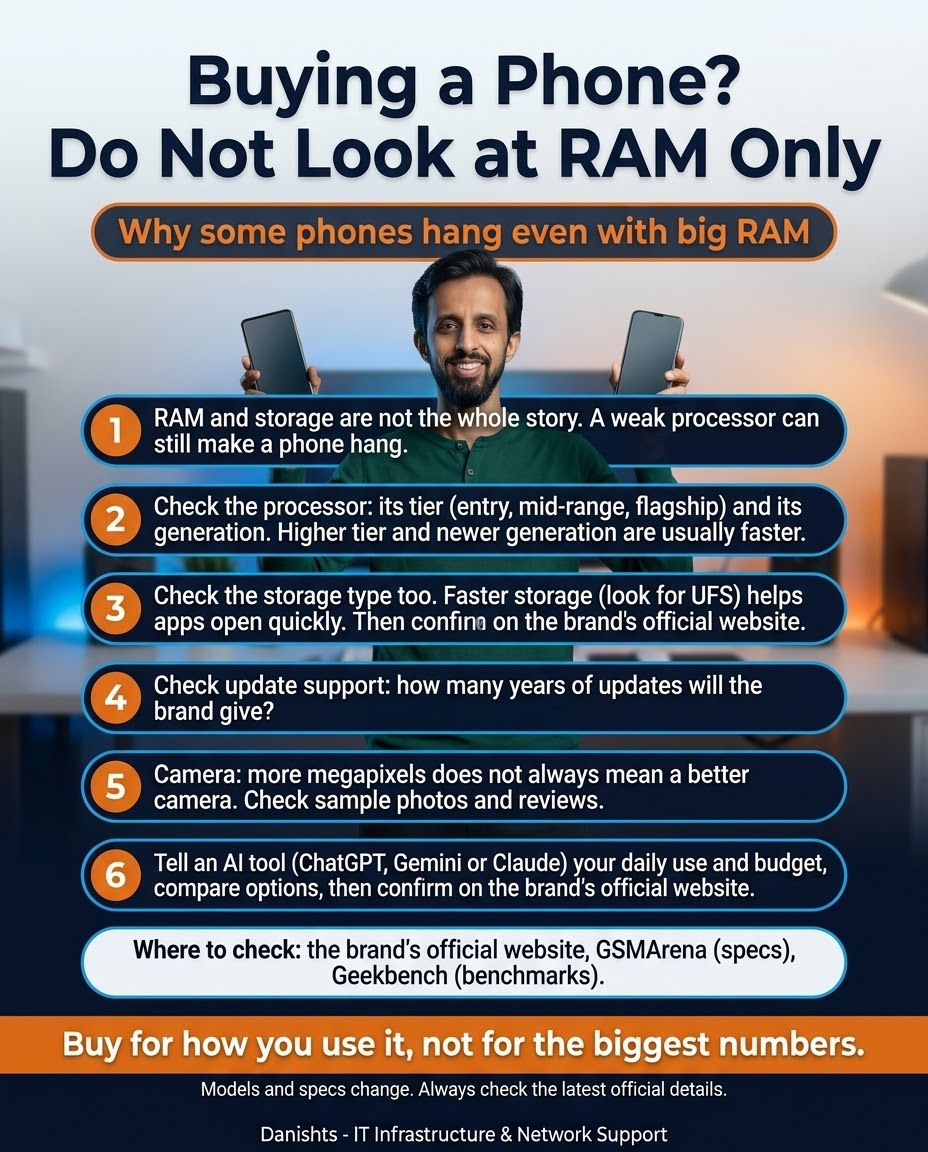 Buying a Phone?
Do Not Look at RAM Only
Why some phones hang even with big RAM
1
RAM and storage are not the whole story. A weak processor can
still make a phone hang.
2
Check the processor: its tier (entry, mid-range, flagship) and its
generation. Higher tier and newer generation are usually faster.
3
Check the storage type too. Faster storage (look for UFS) helps
apps open quickly. Then confirm on the brand's official website.
4
Check update support: how many years of updates will the
brand give?
5
Camera: more megapixels does not always mean a better
camera. Check sample photos and reviews.
6
Tell an AI tool (ChatGPT, Gemini or Claude) your daily use and budget,
compare options, then confirm on the brand's official website.
Where to check: the brand's official website, GSMArena (specs),
Geekbench (benchmarks).
Buy for how you use it, not for the biggest numbers.
Models and specs change. Always check the latest official details.
Danishts - IT Infrastructure & Network Support